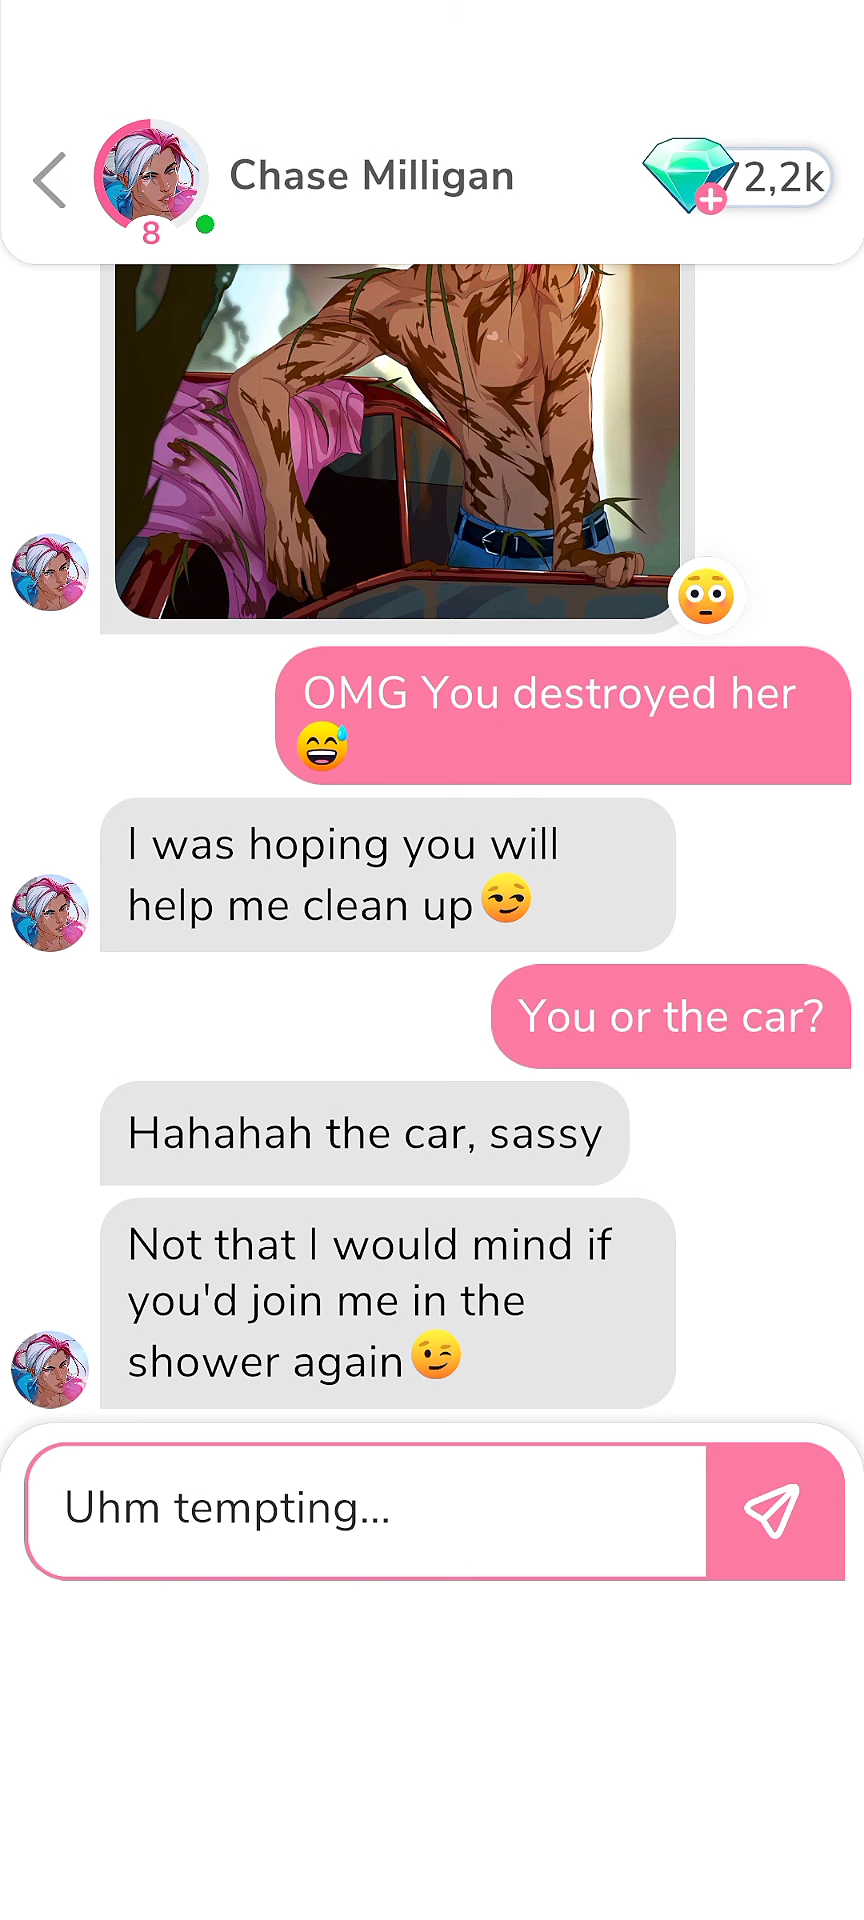 Chase Milligan
72,2k
8
OMG You destroyed her
😅
I was hoping you will
help me clean up😏
You or the car?
Hahahah the car, sassy
Not that I would mind if
you'd join me in the
shower again😉
Uhm tempting...